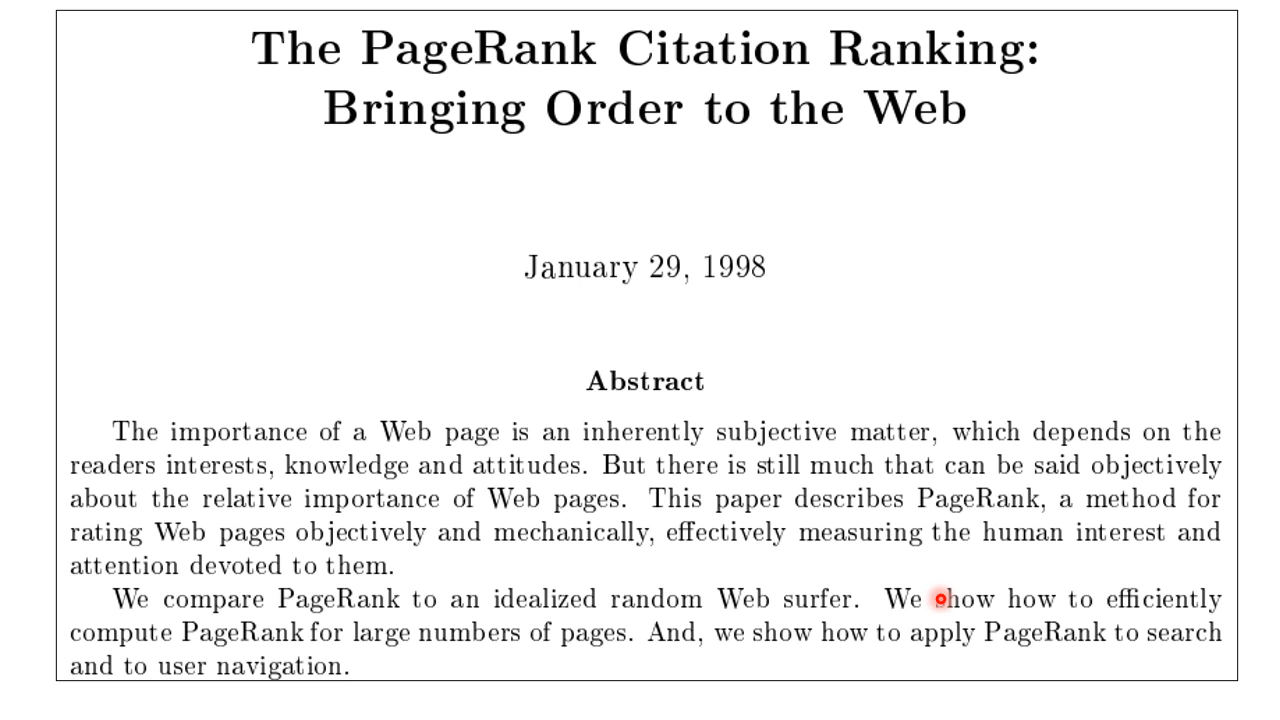 The PageRank Citation Ranking:
Bringing Order to the Web
January 29, 1998
Abstract
The importance of a Web page is an inherently subjective matter, which depends on the
readers interests, knowledge and attitudes. But there is still much that can be said objectively
about the relative importance of Web pages. This paper describes PageRank, a method for
rating Web pages objectively and mechanically, effectively measuring the human interest and
attention devoted to them.
We compare PageRank to an idealized random Web surfer. We show how to efficiently
compute PageRank for large numbers of pages. And, we show how to apply PageRank to search
and to user navigation.